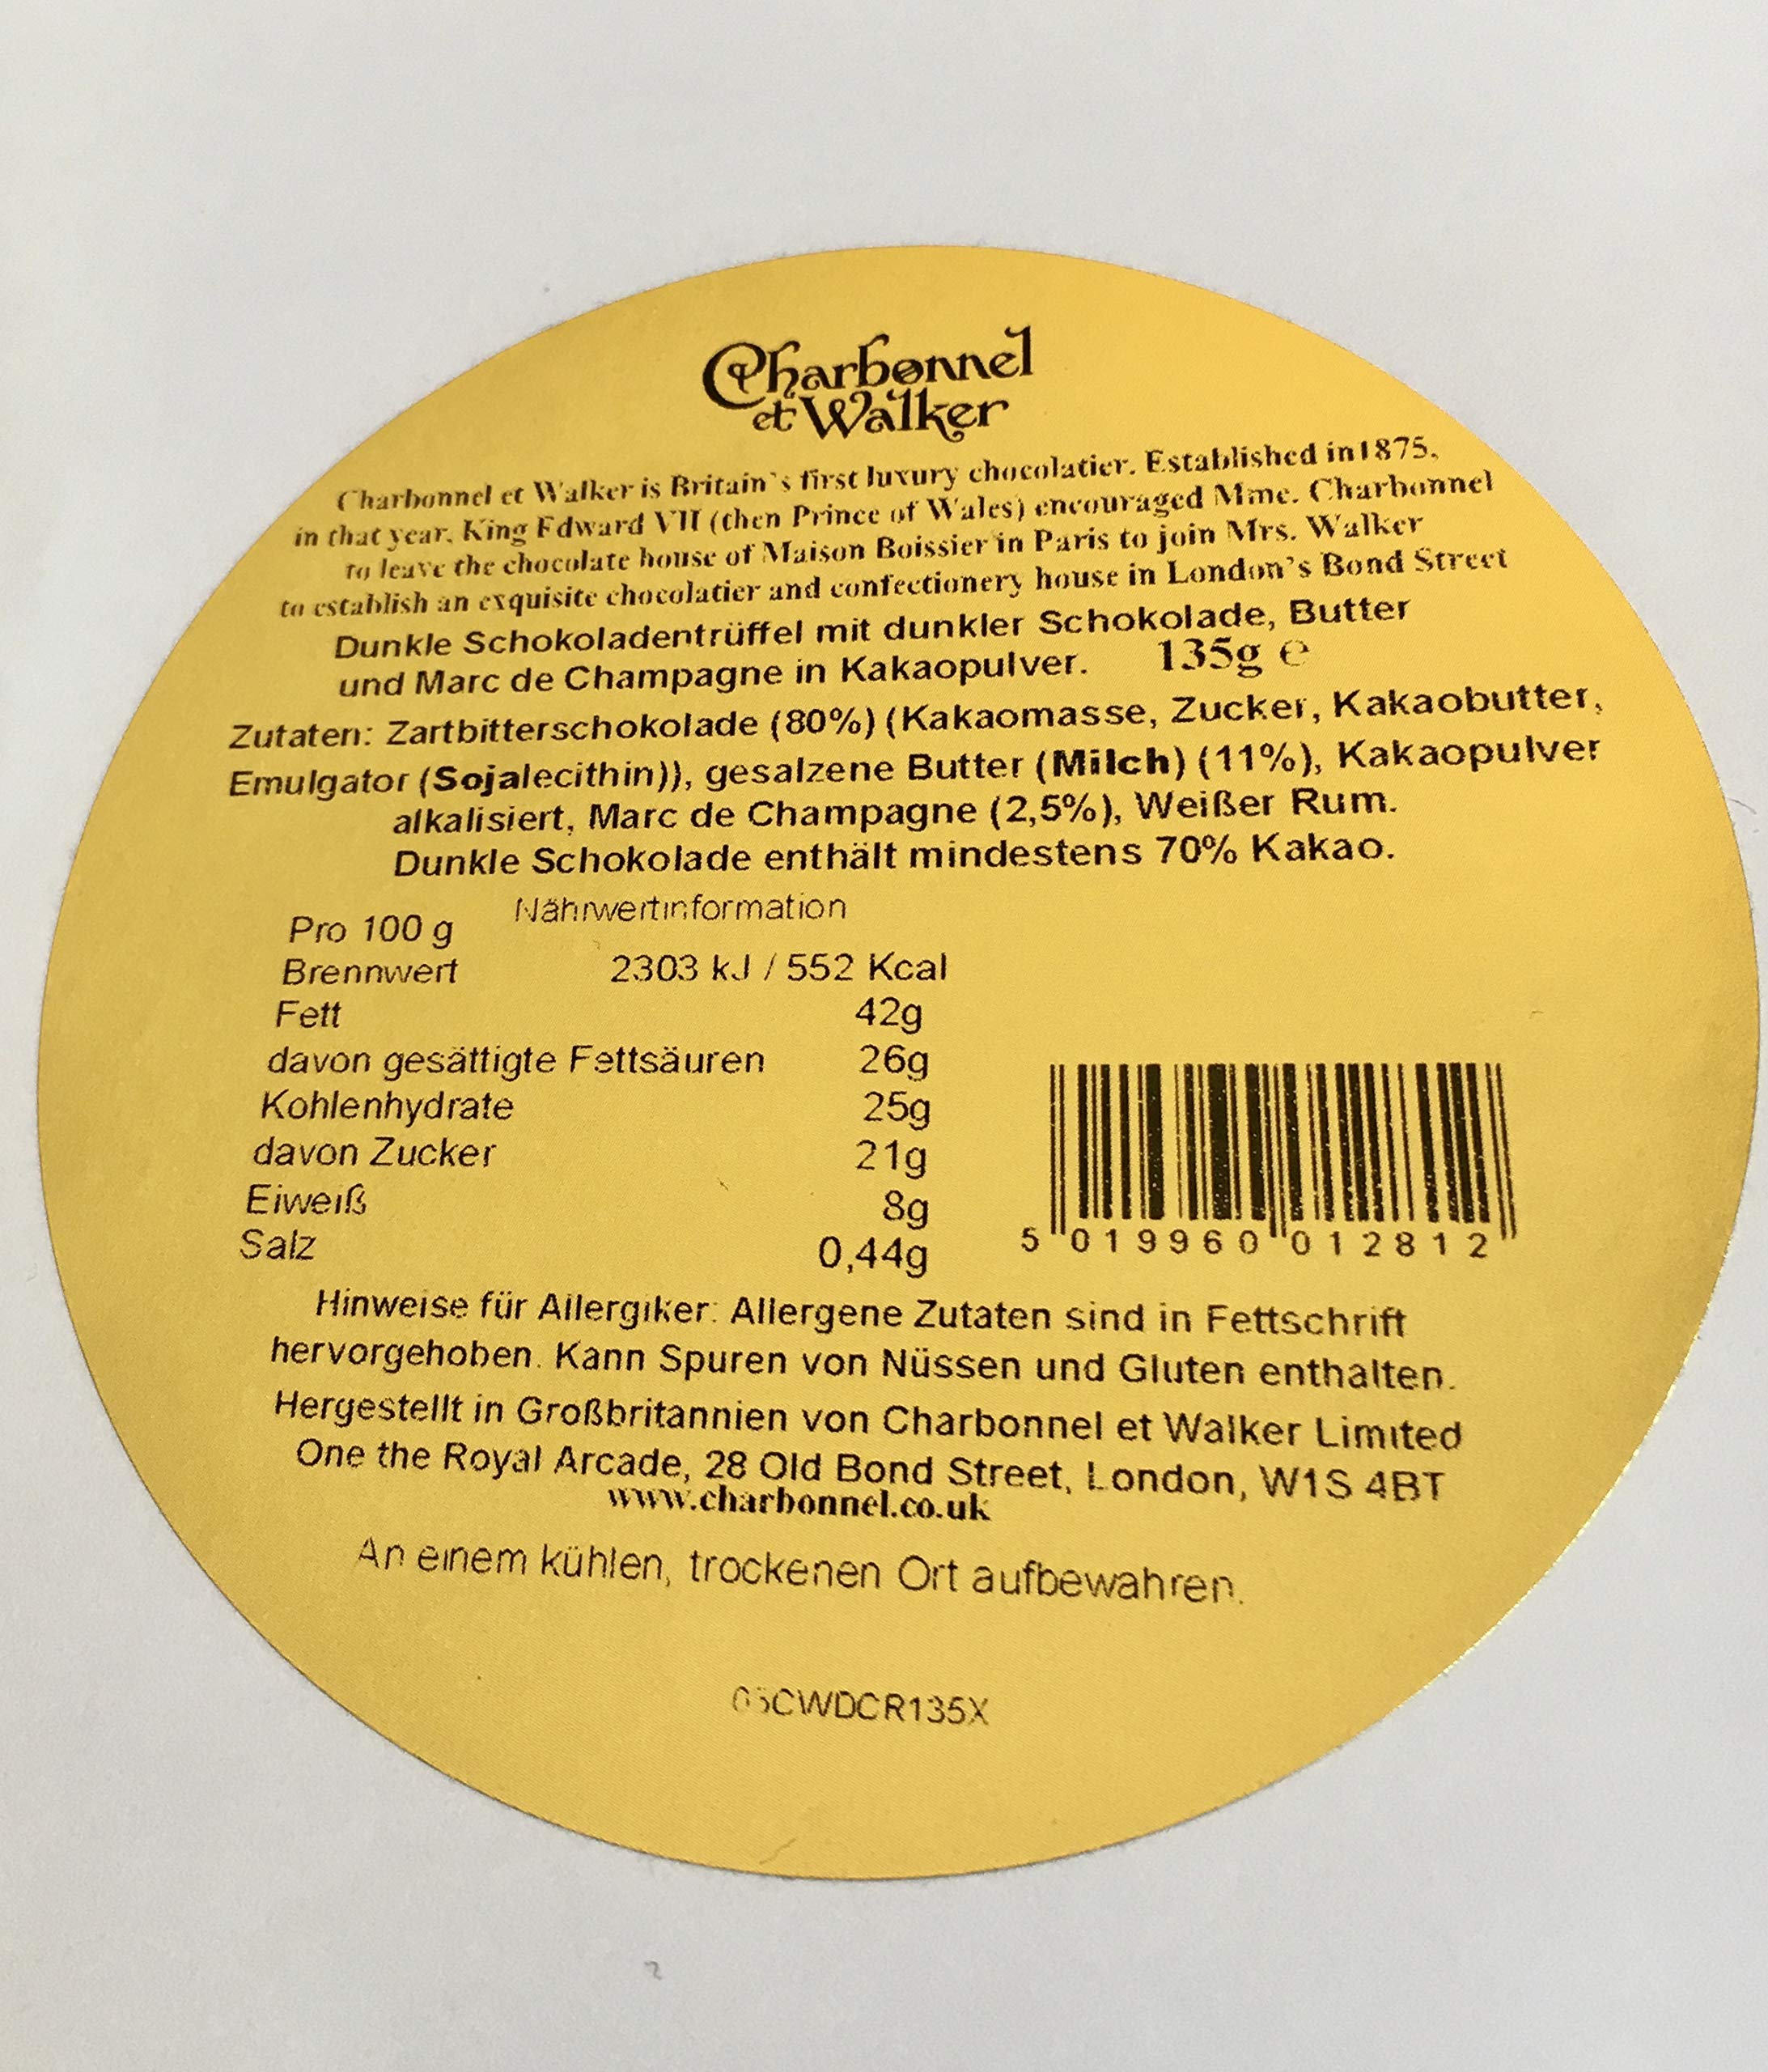 Charbonnel
et Walker
Charbonnel et Walker is Britain`s first luxury chocolatier. Established in1875,
in that year, King Edward VII (then Prince of Wales) encouraged Mme. Charbonnel
to leave the chocolate house of Maison Boissier in Paris to join Mrs. Walker
to establish an exquisite chocolatier and confectionery house in London's Bond Street
Dunkle Schokoladentrüffel mit dunkler Schokolade, Butter
und Marc de Champagne in Kakaopulver. 135g e
Zutaten: Zartbitterschokolade (80%) (Kakaomasse, Zucker, Kakaobutter,
Emulgator (Sojalecithin)), gesalzene Butter (Milch) (11%), Kakaopulver
alkalisiert, Marc de Champagne (2,5%), Weißer Rum.
Dunkle Schokolade enthält mindestens 70% Kakao.
Nährwertinformation
Pro 100 g
Brennwert 2303 kJ / 552 Kcal
Fett 42g
davon gesättigte Fettsäuren 26g
Kohlenhydrate 25g
davon Zucker 21g
Eiweiß 8g
Salz 0,44g
5 019960 012812
Hinweise für Allergiker: Allergene Zutaten sind in Fettschrift
hervorgehoben. Kann Spuren von Nüssen und Gluten enthalten.
Hergestellt in Großbritannien von Charbonnel et Walker Limited
One the Royal Arcade, 28 Old Bond Street, London, W1S 4BT
www.charbonnel.co.uk
An einem kühlen, trockenen Ort aufbewahren.
05CWDCR135X